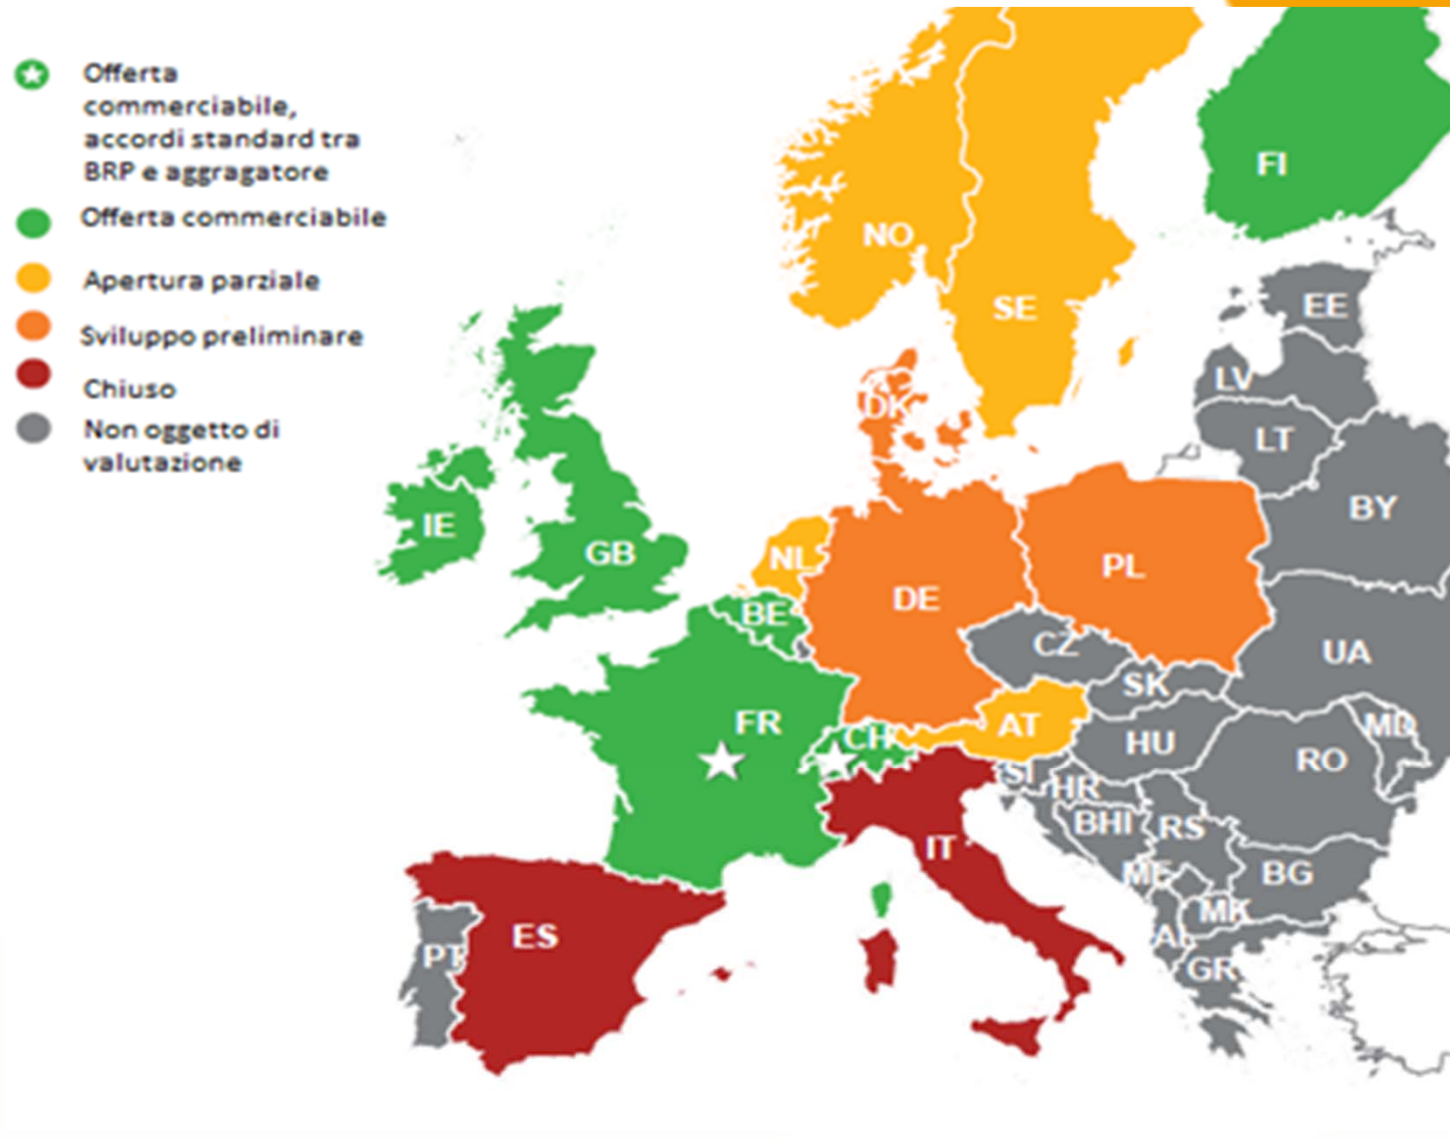 Offerta
commerciabile,
accordi standard tra
BRP e aggragatore
Offerta commerciabile
Apertura parziale
Sviluppo preliminare
Chiuso
Non oggetto di
valutazione
FI
NO
SE
EE
LV
DK
LT
BY
IE
GB
NL
PL
DE
BE
CZ
UA
SK
FR
CH
AT
HU
MD
RO
SI
HR
BHI
RS
IT
ME
BG
MK
ES
AL
PT
GR